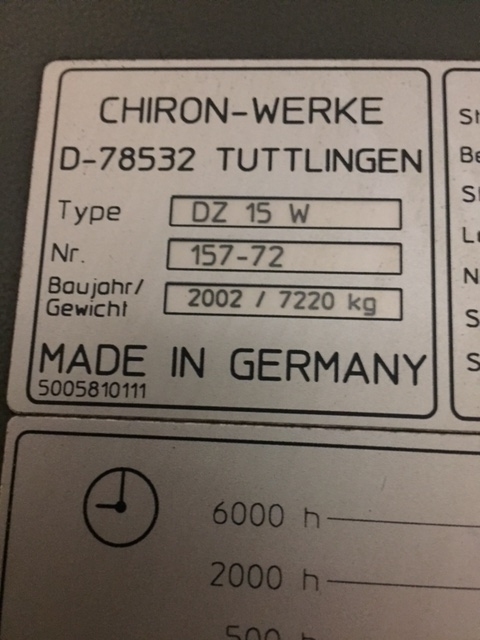 CHIRON-WERKE
D-78532 TUTTLINGEN
Type DZ 15 W
Nr. 157-72
Baujahr/
Gewicht 2002 / 7220 kg
MADE IN GERMANY
5005810111
6000 h
2000 h
500 h